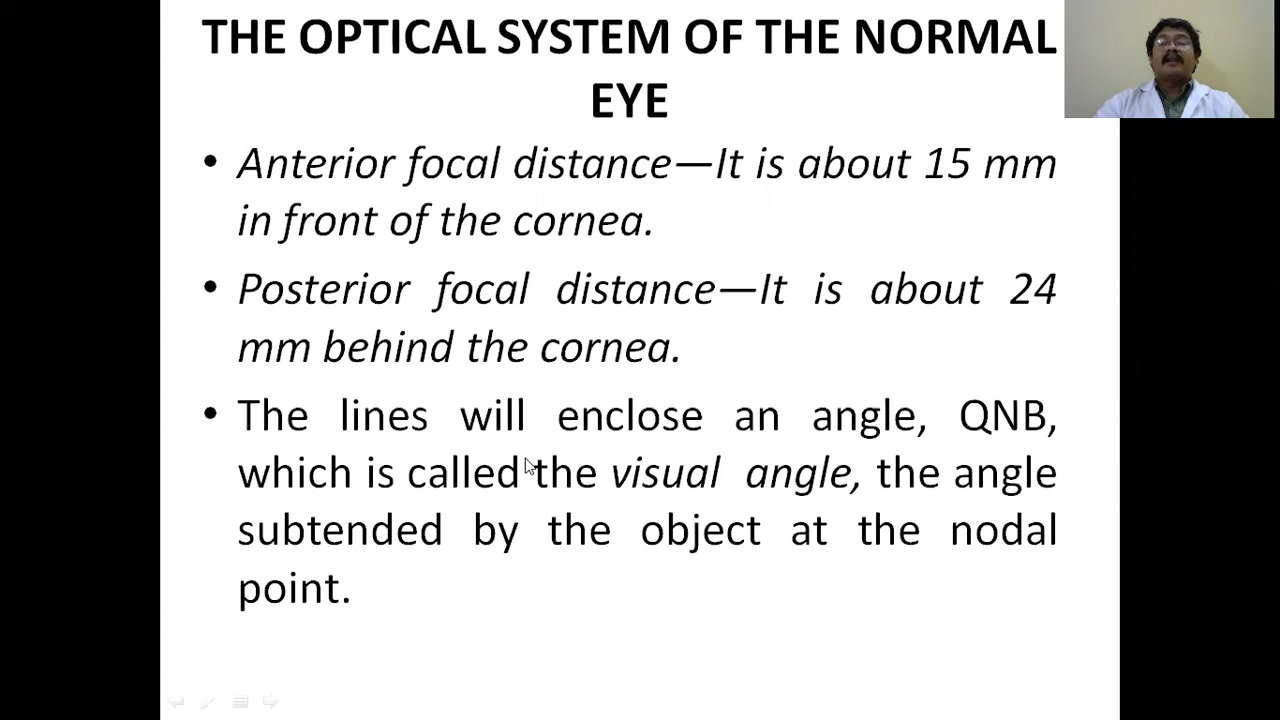 THE OPTICAL SYSTEM OF THE NORMAL
EYE
• Anterior focal distance—It is about 15 mm
in front of the cornea.
• Posterior focal distance—It is about 24
mm behind the cornea.
• The lines will enclose an angle, QNB,
which is called the visual angle, the angle
subtended by the object at the nodal
point.